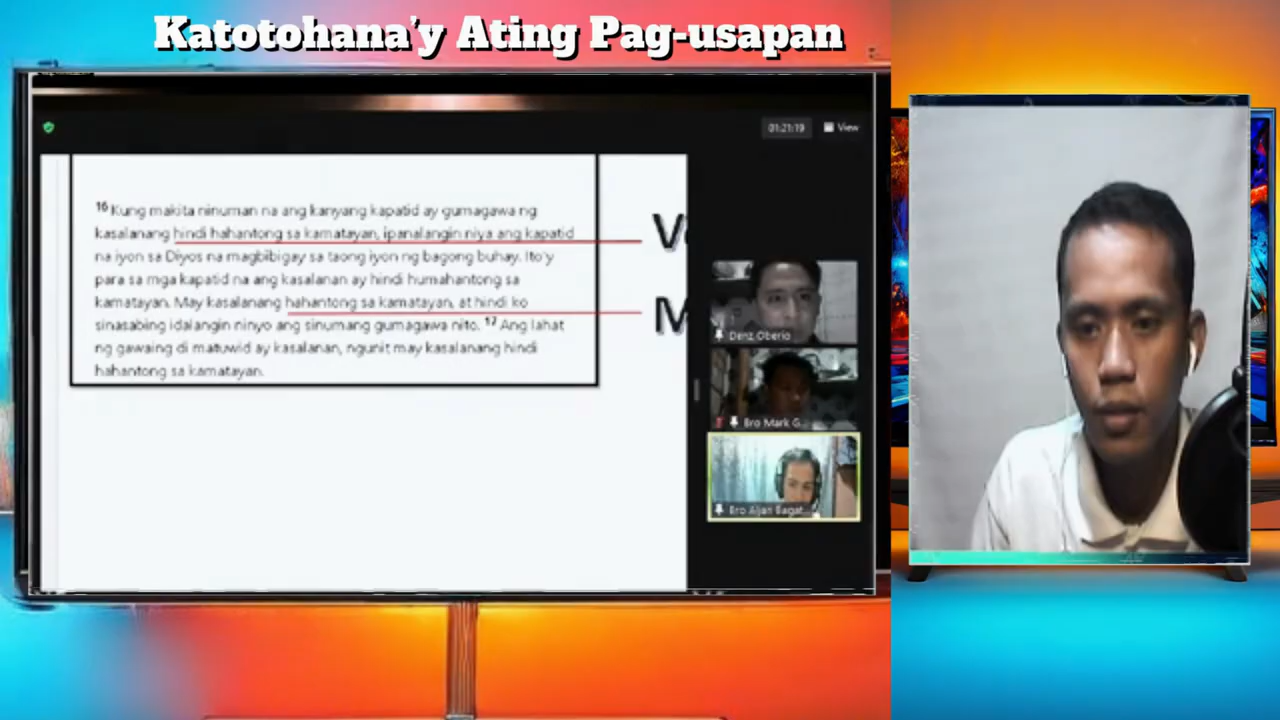 Katotohana'y Ating Pag-usapan
01:21:19 View
16 Kung makita ninuman na ang kanyang kapatid ay gumagawa ng
kasalanang hindi hahantong sa kamatayan, ipanalangin niya ang kapatid
na iyon sa Diyos na magbibigay sa taong iyon ng bagong buhay. Ito'y
para sa mga kapatid na ang kasalanan ay hindi humahantong sa
kamatayan. May kasalanang hahantong sa kamatayan, at hindi ko
sinasabing idalangin ninyo ang sinumang gumagawa nito. 17 Ang lahat
ng gawaing di matuwid ay kasalanan, ngunit may kasalanang hindi
hahantong sa kamatayan.
V
M
Denz Oberio
Bro Mark G...
Bro Aljan Bagat...